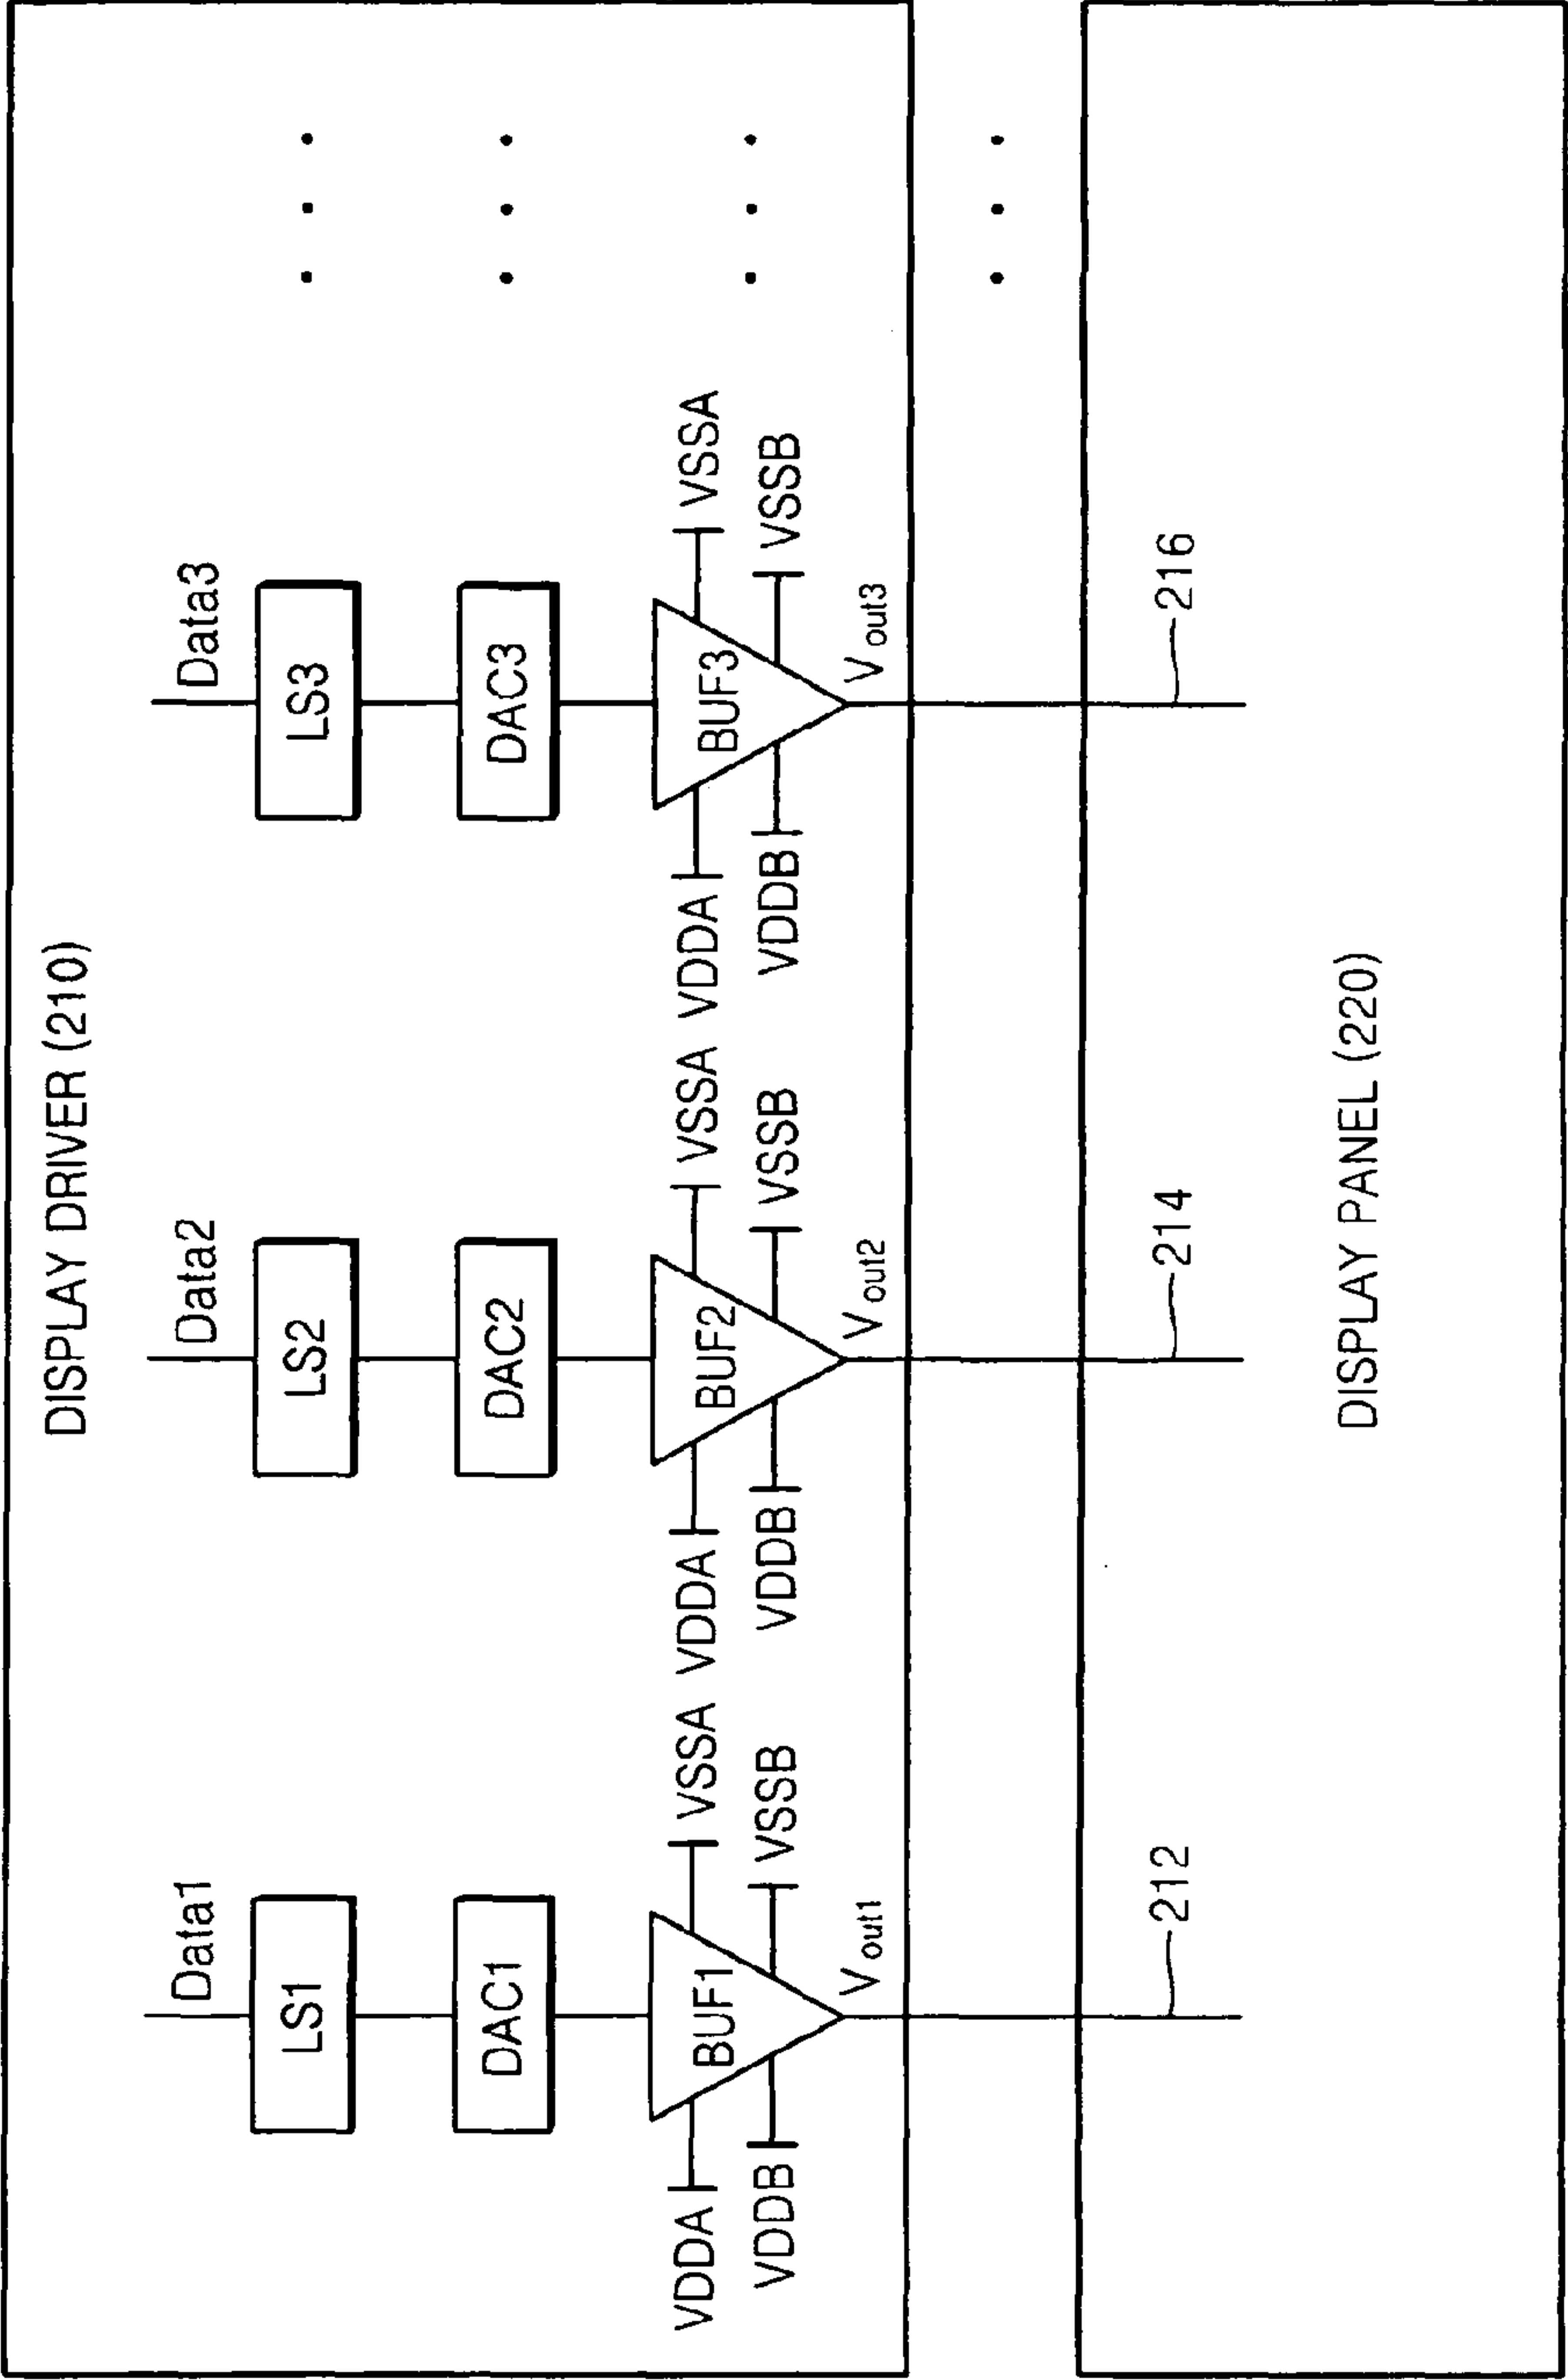 DISPLAY DRIVER (210)
Data1
Data2
Data3
LS1
LS2
LS3
DAC1
DAC2
DAC3
VDDA
BUF1
VSSA
VDDA
BUF2
VSSA
VDDA
BUF3
VSSA
VDDB
VSSB
VDDB
VSSB
VDDB
VSSB
Vout1
Vout2
Vout3
212
214
216
DISPLAY PANEL (220)